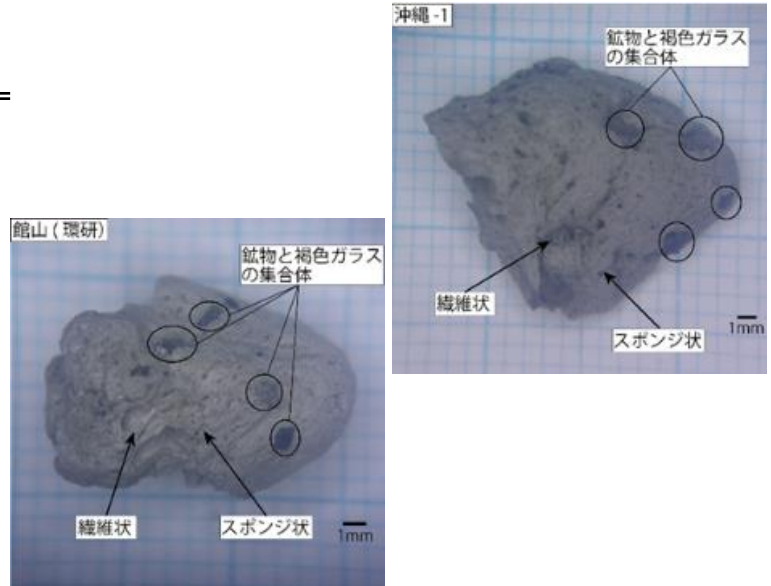 沖縄-1
鉱物と褐色ガラス
の集合体
繊維状
スポンジ状
1mm
館山(環研)
鉱物と褐色ガラス
の集合体
繊維状
スポンジ状
1mm